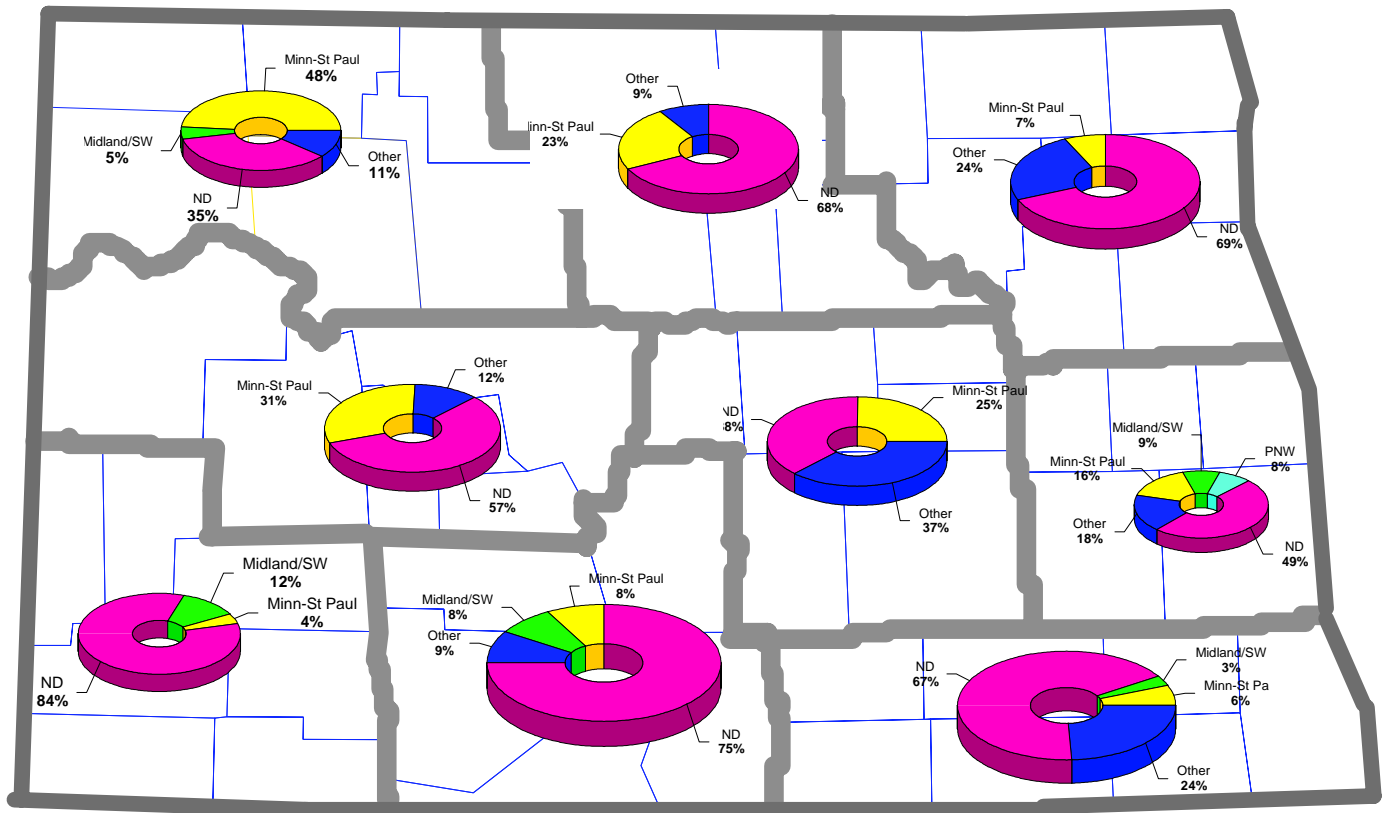 Minn-St Paul
48%
Midland/SW
5%
Other
11%
ND
35%
Other
9%
inn-St Paul
23%
ND
68%
Minn-St Paul
7%
Other
24%
ND
69%
Other
12%
Minn-St Paul
31%
ND
57%
Minn-St Paul
25%
ND
8%
Other
37%
Midland/SW
9%
PNW
8%
Minn-St Paul
16%
Other
18%
ND
49%
Midland/SW
12%
Minn-St Paul
4%
ND
84%
Minn-St Paul
8%
Midland/SW
8%
Other
9%
ND
75%
ND
67%
Midland/SW
3%
Minn-St Pa
6%
Other
24%